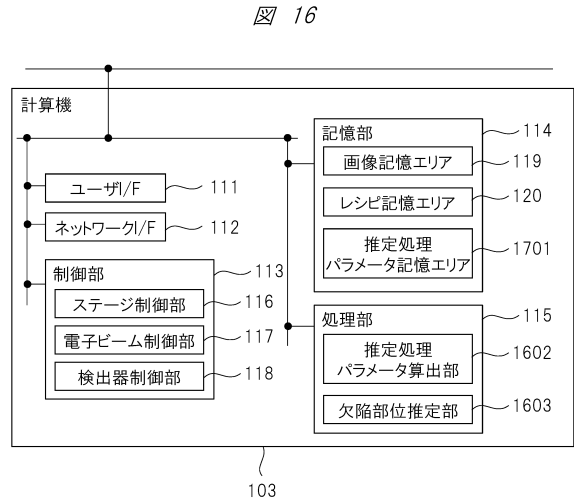 図 16
計算機
ユーザI/F
111
ネットワークI/F
112
制御部
113
ステージ制御部
116
電子ビーム制御部
117
検出器制御部
118
記憶部
114
画像記憶エリア
119
レシピ記憶エリア
120
推定処理
パラメータ記憶エリア
1701
処理部
115
推定処理
パラメータ算出部
1602
欠陥部位推定部
1603
103